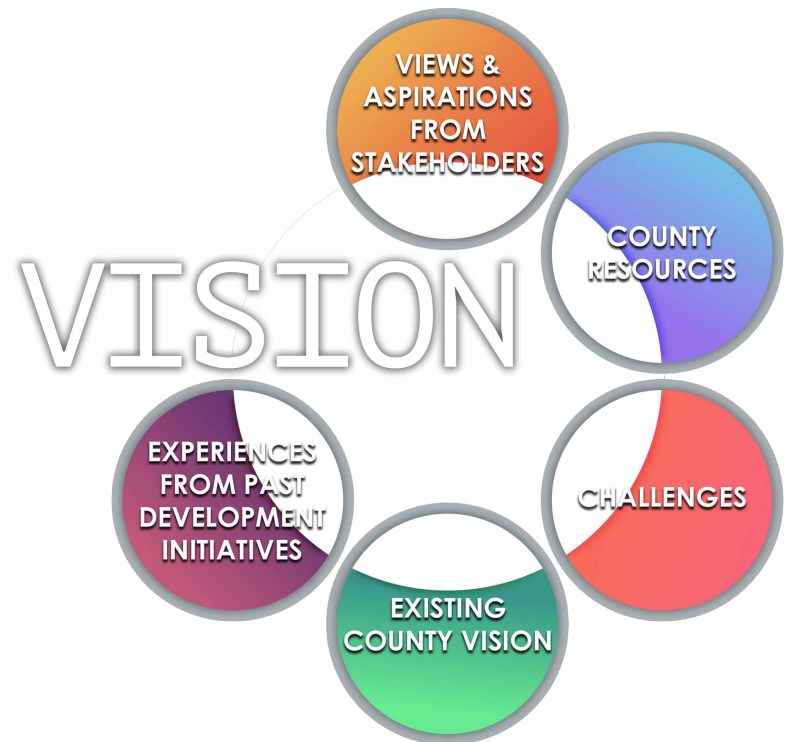 VIEWS &
ASPIRATIONS
FROM
STAKEHOLDERS
COUNTY
RESOURCES
VISION
EXPERIENCES
FROM PAST
DEVELOPMENT
INITIATIVES
CHALLENGES
EXISTING
COUNTY VISION